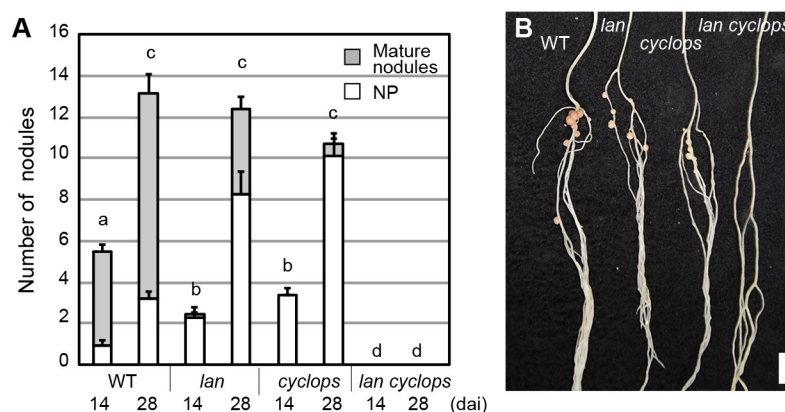 A
16
14
12
10
8
6
4
2
0
Number of nodules
Mature
nodules
NP
a
c
b
c
b
c
d d
WT lan cyclops lan cyclops
14 28 14 28 14 28 14 28 (dai)
B
WT lan cyclops lan cyclops